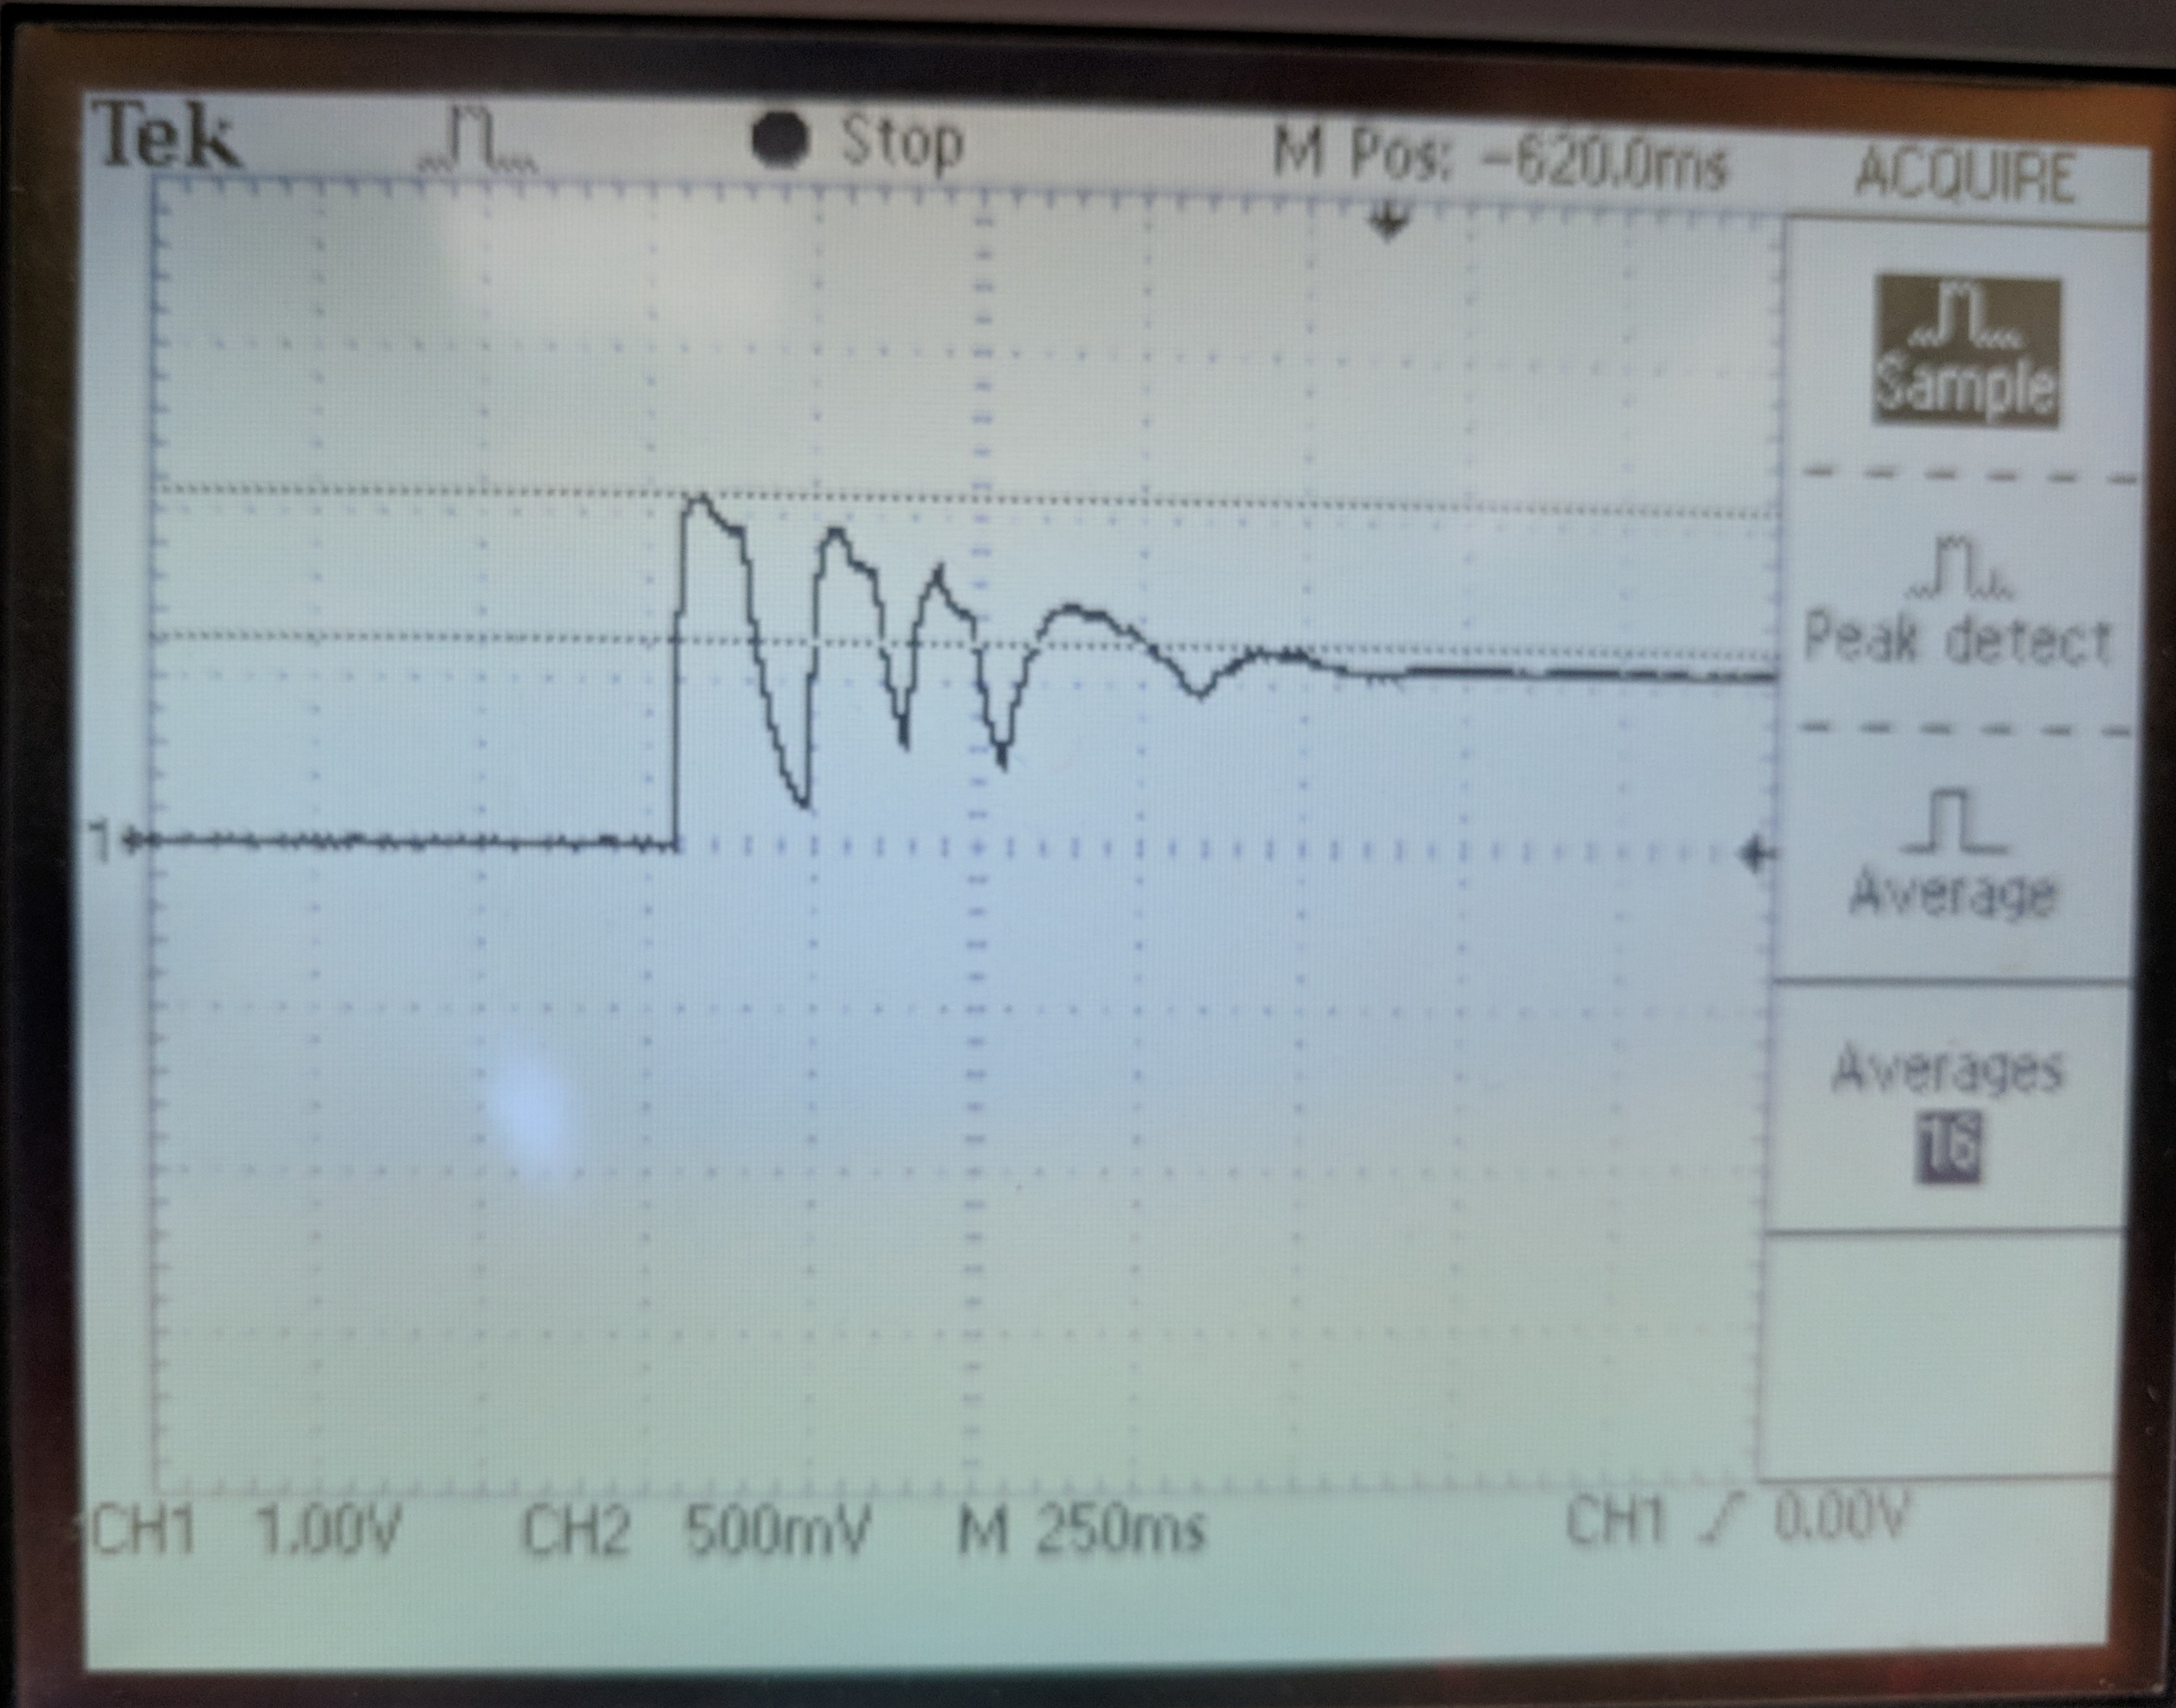 Tek Stop M Pos: -620.0ms ACQUIRE
Sample
Peak detect
1
Average
Averages
16
CH1 1.00V CH2 500mV M 250ms CH1 0.00V